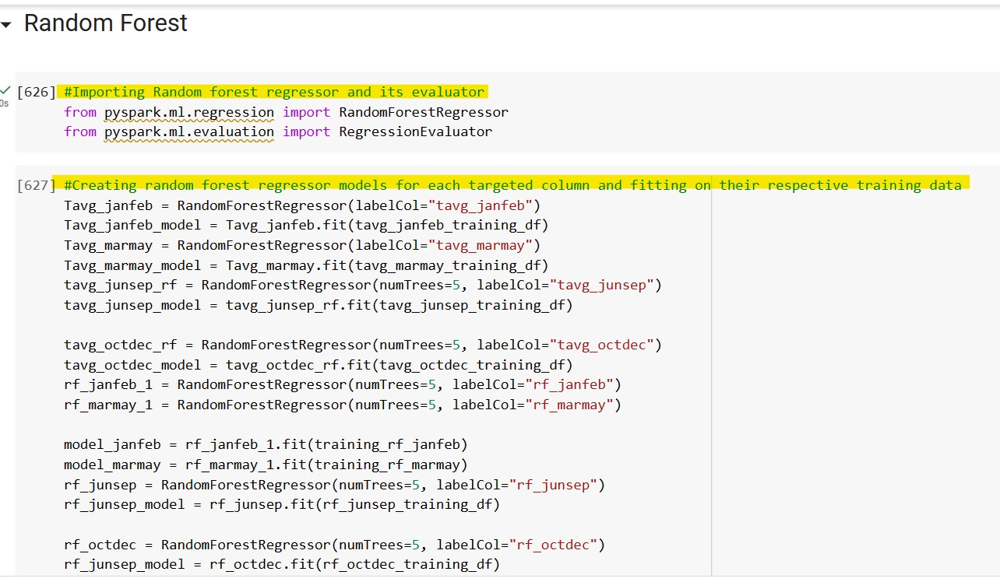 Random Forest
0s
[626] #Importing Random forest regressor and its evaluator
from pyspark.ml.regression import RandomForestRegressor
from pyspark.ml.evaluation import RegressionEvaluator
[627] #Creating random forest regressor models for each targeted column and fitting on their respective training data
Tavg_janfeb = RandomForestRegressor(labelCol="tavg_janfeb")
Tavg_janfeb_model = Tavg_janfeb.fit(tavg_janfeb_training_df)
Tavg_marmay = RandomForestRegressor(labelCol="tavg_marmay")
Tavg_marmay_model = Tavg_marmay.fit(tavg_marmay_training_df)
tavg_junsep_rf = RandomForestRegressor(numTrees=5, labelCol="tavg_junsep")
tavg_junsep_model = tavg_junsep_rf.fit(tavg_junsep_training_df)
tavg_octdec_rf = RandomForestRegressor(numTrees=5, labelCol="tavg_octdec")
tavg_octdec_model = tavg_octdec_rf.fit(tavg_octdec_training_df)
rf_janfeb_1 = RandomForestRegressor(numTrees=5, labelCol="rf_janfeb")
rf_marmay_1 = RandomForestRegressor(numTrees=5, labelCol="rf_marmay")
model_janfeb = rf_janfeb_1.fit(training_rf_janfeb)
model_marmay = rf_marmay_1.fit(training_rf_marmay)
rf_junsep = RandomForestRegressor(numTrees=5, labelCol="rf_junsep")
rf_junsep_model = rf_junsep.fit(rf_junsep_training_df)
rf_octdec = RandomForestRegressor(numTrees=5, labelCol="rf_octdec")
rf_junsep_model = rf_octdec.fit(rf_octdec_training_df)